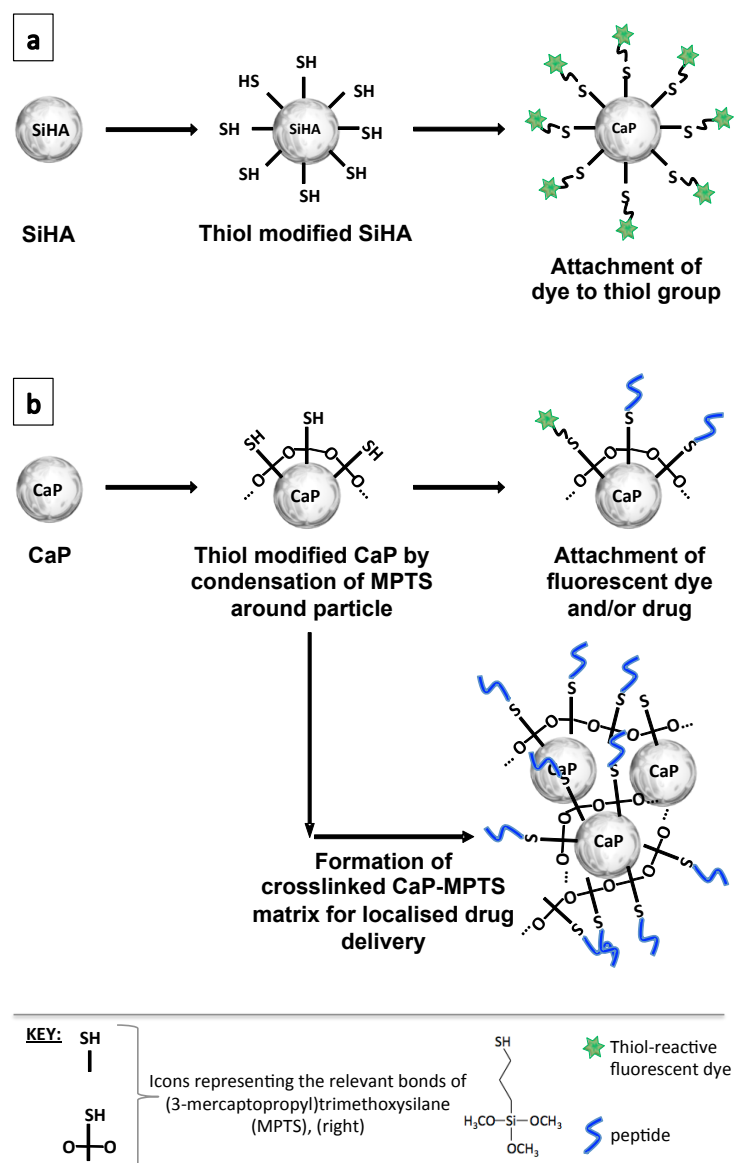 a
SH
HS
SH
SiHA
SiHA
SH
SH
SH
SH
SH
CaP
S
S
S
S
S
S
S
S
SiHA
Thiol modified SiHA
Attachment of
dye to thiol group
b
SH
SH
SH
O
O
O
O
CaP
CaP
S
S
S
O
O
O
O
CaP
CaP
Thiol modified CaP by
condensation of MPTS
around particle
Attachment of
fluorescent dye
and/or drug
S
S
S
S
O
O
O
O
O
O
S
CaP
CaP
S
S
O
O
O
O
S
CaP
O
S
O
O
O
O
O
S
S
S
Formation of
crosslinked CaP-MPTS
matrix for localised drug
delivery
KEY:
SH
SH
O O
Icons representing the relevant bonds of
(3-mercaptopropyl)trimethoxysilane
(MPTS), (right)
SH
H₃CO—Si—OCH₃
OCH₃
Thiol-reactive
fluorescent dye
peptide